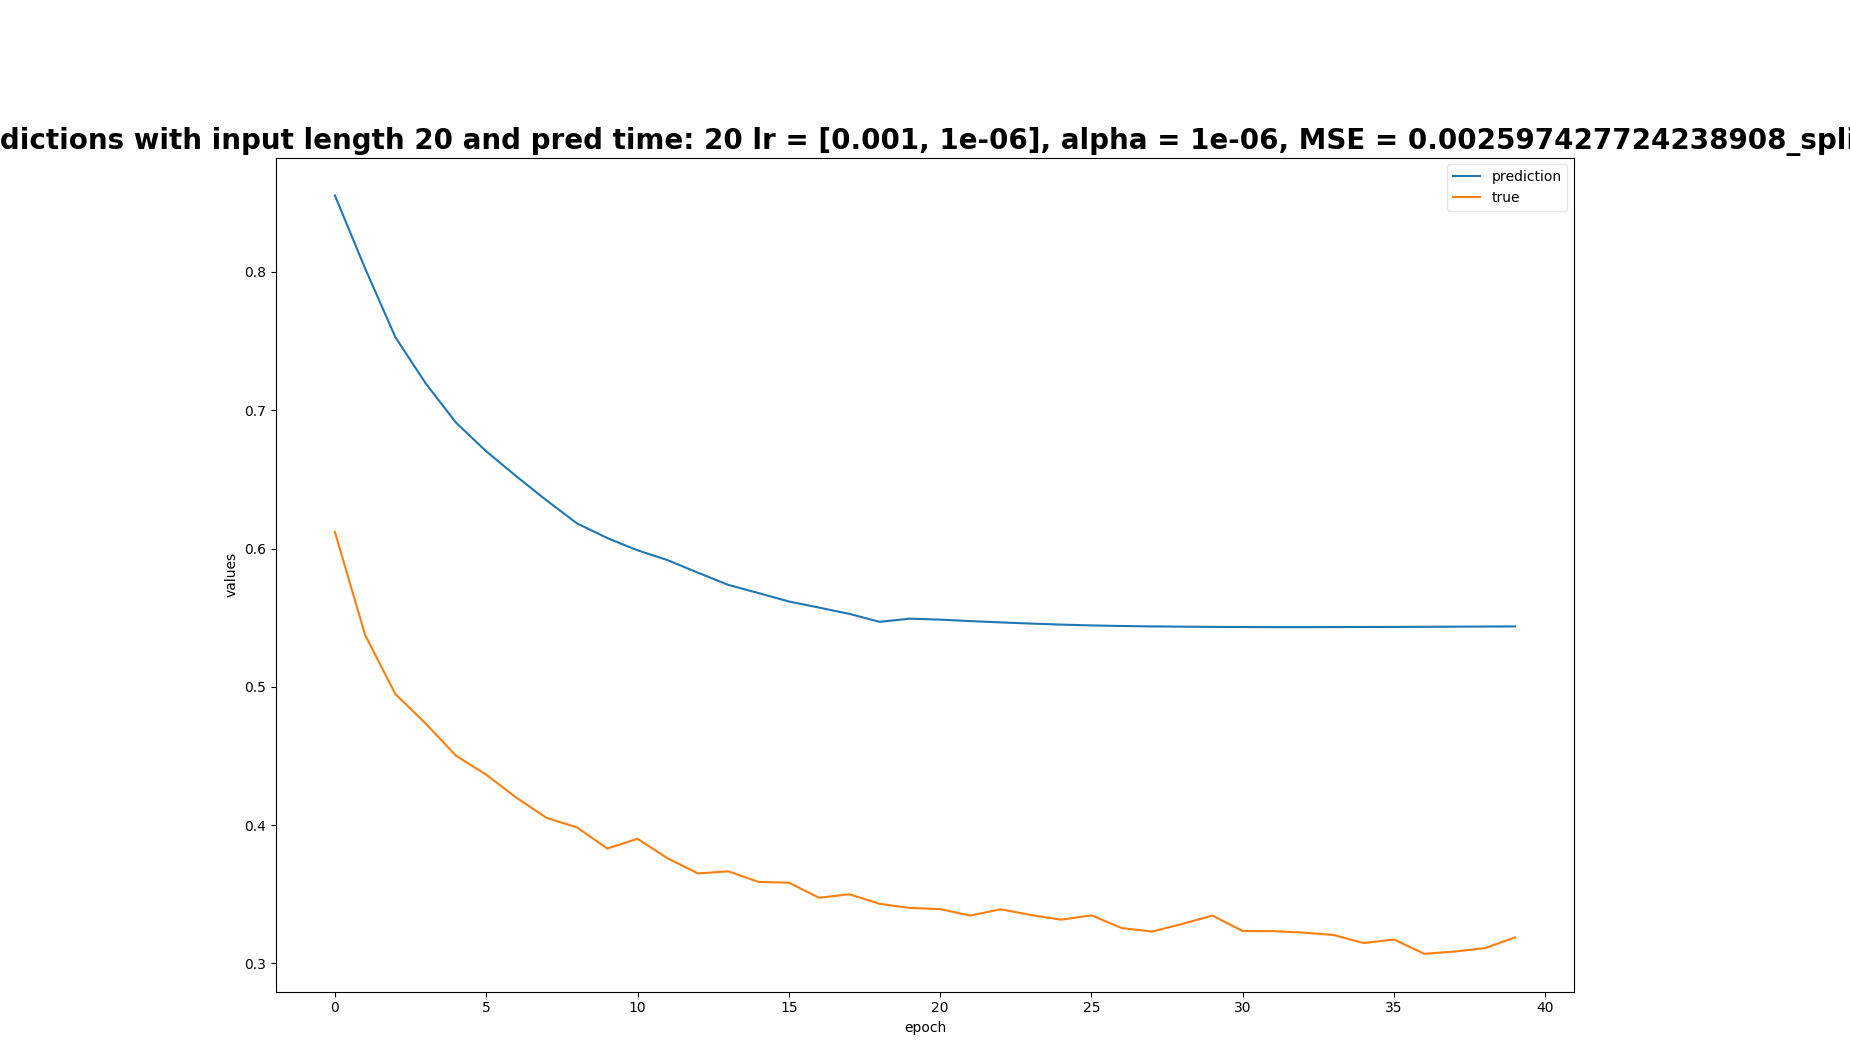 dictions with input length 20 and pred time: 20 lr = [0.001, 1e-06], alpha = 1e-06, MSE = 0.002597427724238908_spli
prediction
true
0.8
0.7
0.6
0.5
0.4
0.3
values
0 5 10 15 20 25 30 35 40
epoch